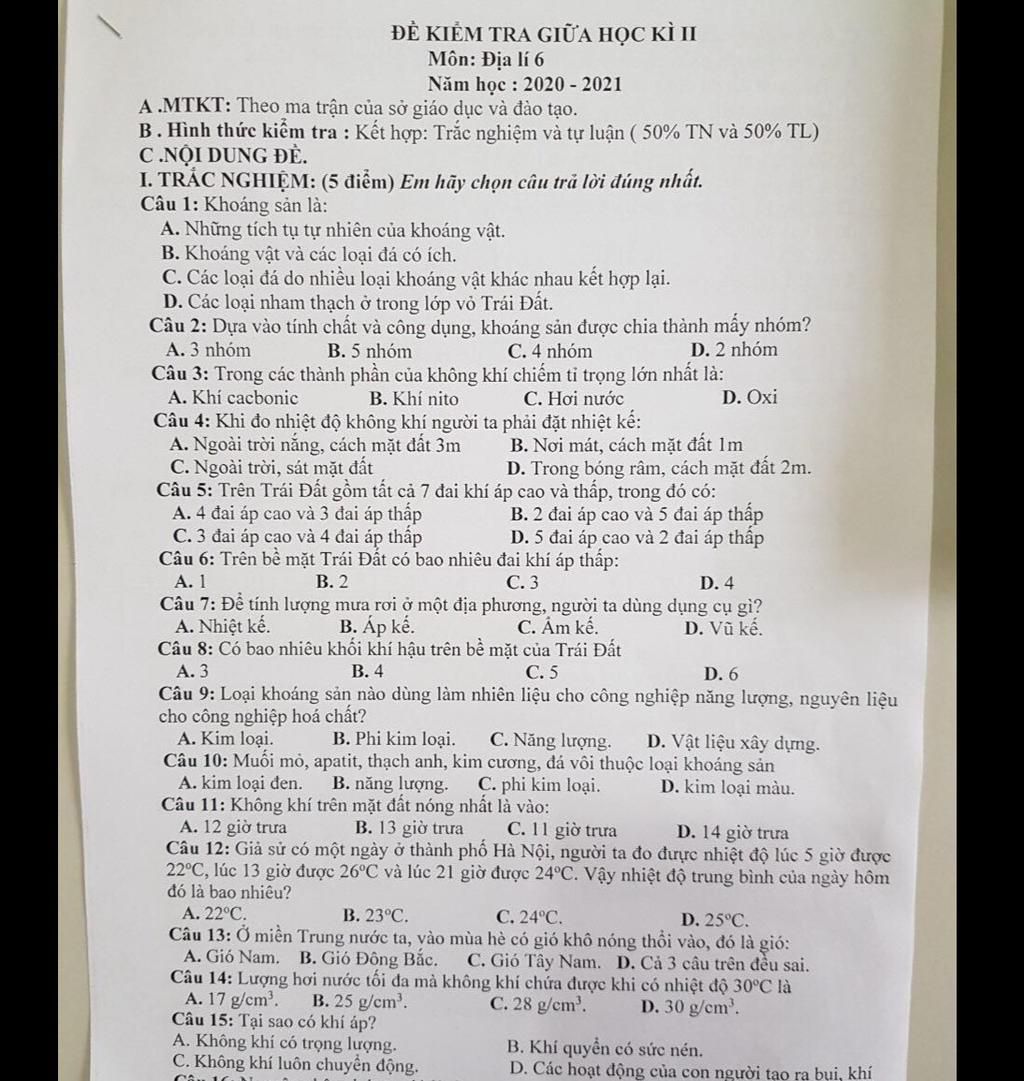 ĐỀ KIỂM TRA GIỮA HỌC KÌ II
Môn: Địa lí 6
Năm học : 2020 - 2021
A .MTKT: Theo ma trận của sở giáo dục và đào tạo.
B . Hình thức kiểm tra : Kết hợp: Trắc nghiệm và tự luận ( 50% TN và 50% TL)
C .NỘI DUNG ĐỀ.
I. TRẮC NGHIỆM: (5 điểm) Em hãy chọn câu trả lời đúng nhất.
Câu 1: Khoáng sản là:
A. Những tích tụ tự nhiên của khoáng vật.
B. Khoáng vật và các loại đá có ích.
C. Các loại đá do nhiều loại khoáng vật khác nhau kết hợp lại.
D. Các loại nham thạch ở trong lớp vỏ Trái Đất.
Câu 2: Dựa vào tính chất và công dụng, khoáng sản được chia thành mấy nhóm?
A. 3 nhóm B. 5 nhóm C. 4 nhóm D. 2 nhóm
Câu 3: Trong các thành phần của không khí chiếm tỉ trọng lớn nhất là:
A. Khí cacbonic B. Khí nito C. Hơi nước D. Oxi
Câu 4: Khi đo nhiệt độ không khí người ta phải đặt nhiệt kế:
A. Ngoài trời nắng, cách mặt đất 3m B. Nơi mát, cách mặt đất 1m
C. Ngoài trời, sát mặt đất D. Trong bóng râm, cách mặt đất 2m.
Câu 5: Trên Trái Đất gồm tất cả 7 đai khí áp cao và thấp, trong đó có:
A. 4 đai áp cao và 3 đai áp thấp B. 2 đai áp cao và 5 đai áp thấp
C. 3 đai áp cao và 4 đai áp thấp D. 5 đai áp cao và 2 đai áp thấp
Câu 6: Trên bề mặt Trái Đất có bao nhiêu đai khí áp thấp:
A. 1 B. 2 C. 3 D. 4
Câu 7: Để tính lượng mưa rơi ở một địa phương, người ta dùng dụng cụ gì?
A. Nhiệt kế. B. Áp kế. C. Ẩm kế. D. Vũ kế.
Câu 8: Có bao nhiêu khối khí hậu trên bề mặt của Trái Đất
A. 3 B. 4 C. 5 D. 6
Câu 9: Loại khoáng sản nào dùng làm nhiên liệu cho công nghiệp năng lượng, nguyên liệu
cho công nghiệp hoá chất?
A. Kim loại. B. Phi kim loại. C. Năng lượng. D. Vật liệu xây dựng.
Câu 10: Muối mỏ, apatit, thạch anh, kim cương, đá vôi thuộc loại khoáng sản
A. kim loại đen. B. năng lượng. C. phi kim loại. D. kim loại màu.
Câu 11: Không khí trên mặt đất nóng nhất là vào:
A. 12 giờ trưa B. 13 giờ trưa C. 11 giờ trưa D. 14 giờ trưa
Câu 12: Giả sử có một ngày ở thành phố Hà Nội, người ta đo đưực nhiệt độ lúc 5 giờ được
22ºC, lúc 13 giờ được 26ºC và lúc 21 giờ được 24ºC. Vậy nhiệt độ trung bình của ngày hôm
đó là bao nhiêu?
A. 22ºC. B. 23ºC. C. 24ºC. D. 25ºC.
Câu 13: Ở miền Trung nước ta, vào mùa hè có gió khô nóng thổi vào, đó là gió:
A. Gió Nam. B. Gió Đông Bắc. C. Gió Tây Nam. D. Cả 3 câu trên đều sai.
Câu 14: Lượng hơi nước tối đa mà không khí chứa được khi có nhiệt độ 30ºC là
A. 17 g/cm³. B. 25 g/cm³. C. 28 g/cm³. D. 30 g/cm³.
Câu 15: Tại sao có khí áp?
A. Không khí có trọng lượng. B. Khí quyển có sức nén.
C. Không khí luôn chuyển động. D. Các hoạt động của con người tạo ra bụi, khí